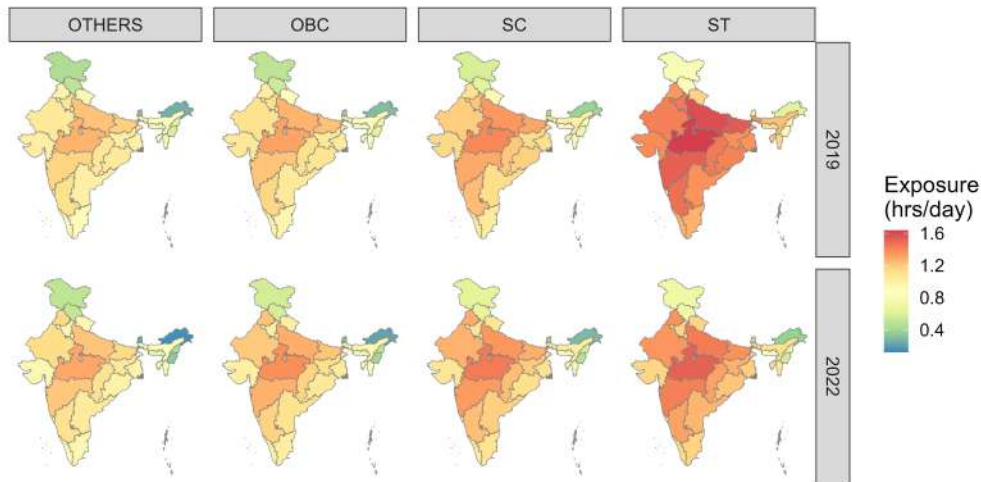 OTHERS
OBC
SC
ST
2019
2022
Exposure
(hrs/day)
1.6
1.2
0.8
0.4